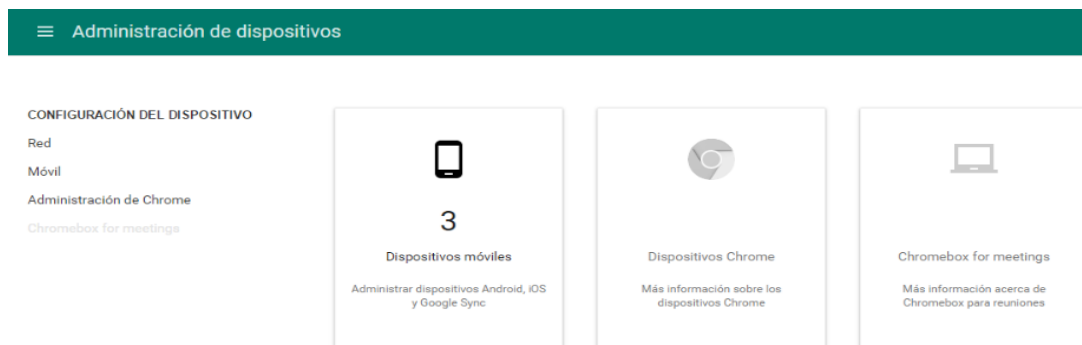 Administración de dispositivos
CONFIGURACIÓN DEL DISPOSITIVO
Red
Móvil
Administración de Chrome
Chromebox for meetings
3
Dispositivos móviles
Administrar dispositivos Android, iOS
y Google Sync
Dispositivos Chrome
Más información sobre los
dispositivos Chrome
Chromebox for meetings
Más información acerca de
Chromebox para reuniones